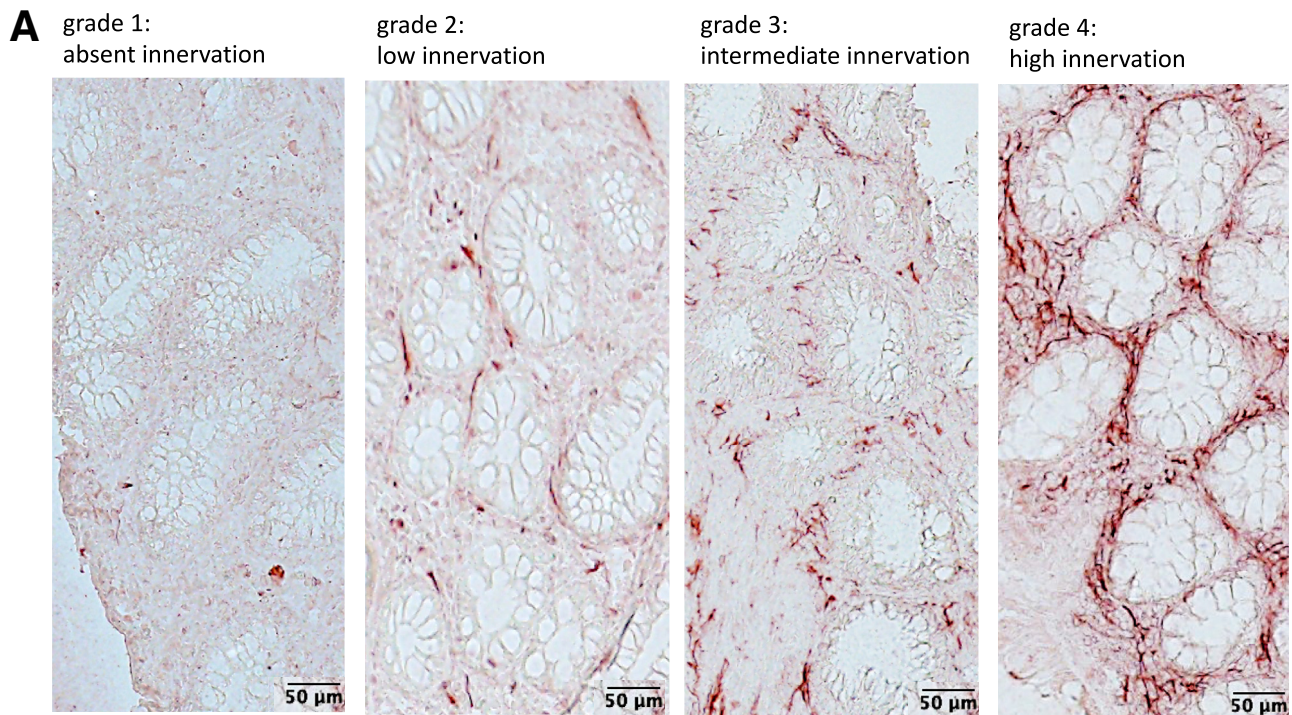 A
grade 1:
absent innervation
grade 2:
low innervation
grade 3:
intermediate innervation
grade 4:
high innervation
50 µm
50 µm
50 µm
50 µm